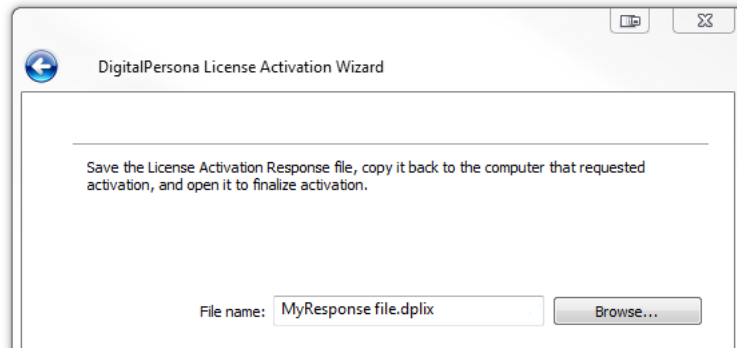 DigitalPersona License Activation Wizard
Save the License Activation Response file, copy it back to the computer that requested
activation, and open it to finalize activation.
File name: MyResponse file.dplix Browse...